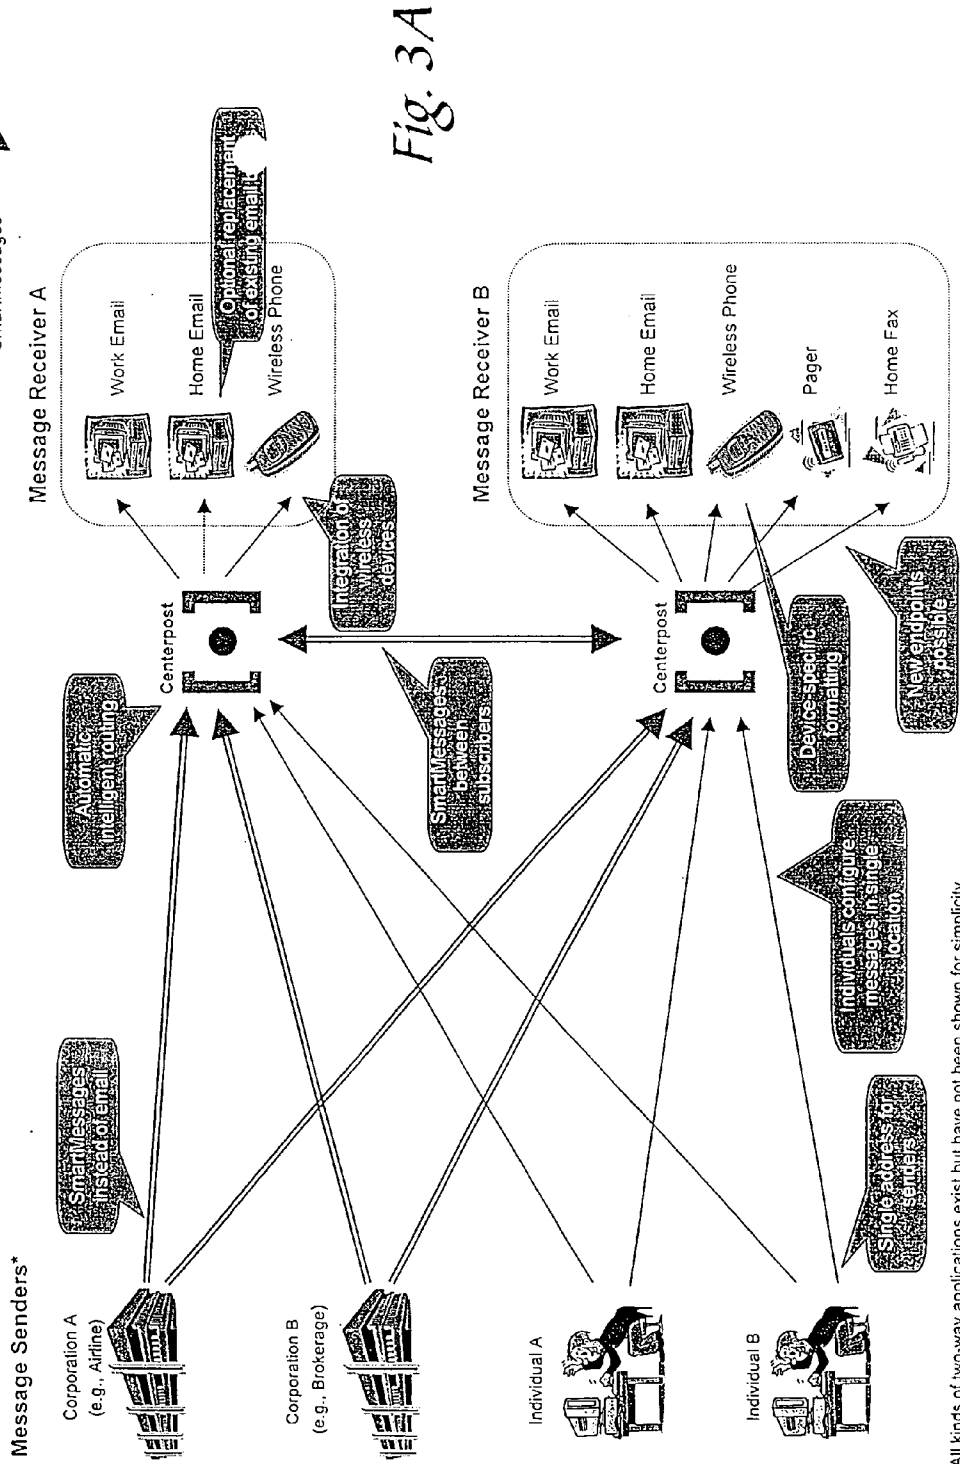 Message Senders*
Corporation A
(e.g., Airline)
Corporation B
(e.g., Brokerage)
Individual A
Individual B
SmartMessages
instead of email
Single address for
senders
Automatic
intelligent routing
Individuals configure
messages in single
location
SmartMessages
between
subscribers
Device-specific
formatting
New endpoints
possible
Centerpost
Centerpost
Integration of
wireless
devices
Message Receiver A
Work Email
Home Email
Wireless Phone
Optional replacement
of existing email
Message Receiver B
Work Email
Home Email
Wireless Phone
Pager
Home Fax
Fig. 3A
All kinds of two-way applications exist but have not been shown for simplicity